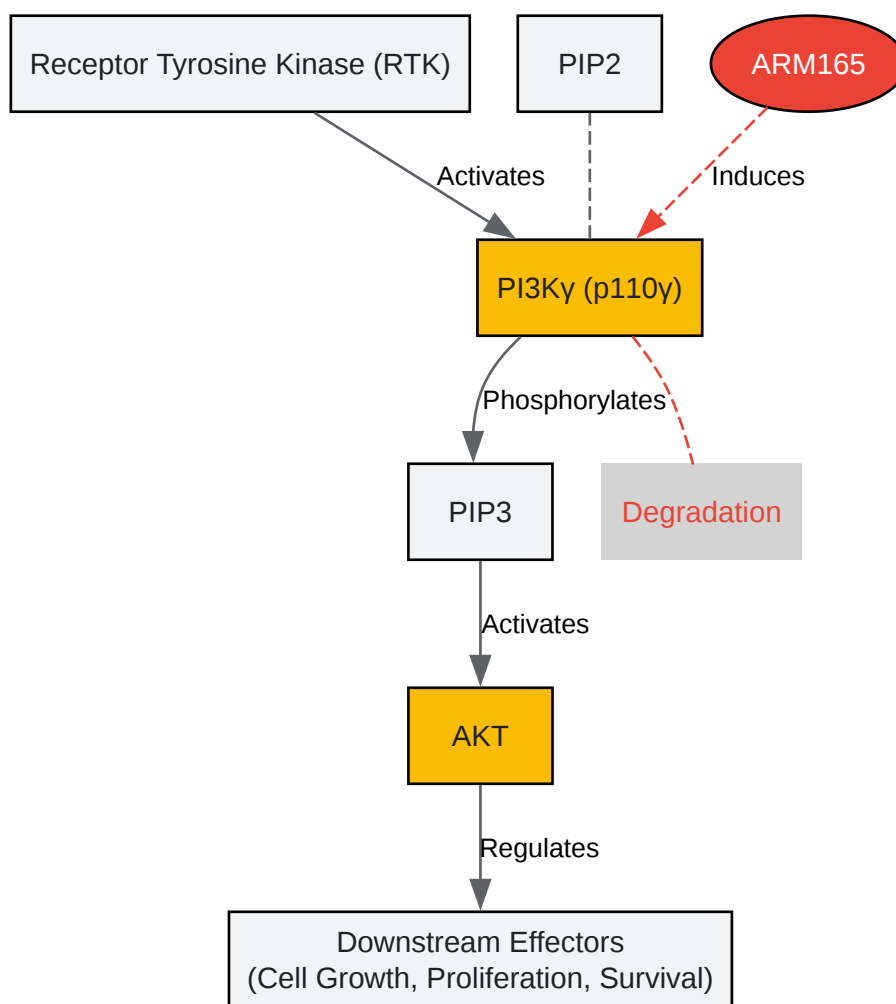 Receptor Tyrosine Kinase (RTK)
PIP2
ARM165
Activates
Induces
PI3Kγ (p110γ)
Phosphorylates
PIP3
Degradation
Activates
AKT
Regulates
Downstream Effectors
(Cell Growth, Proliferation, Survival)